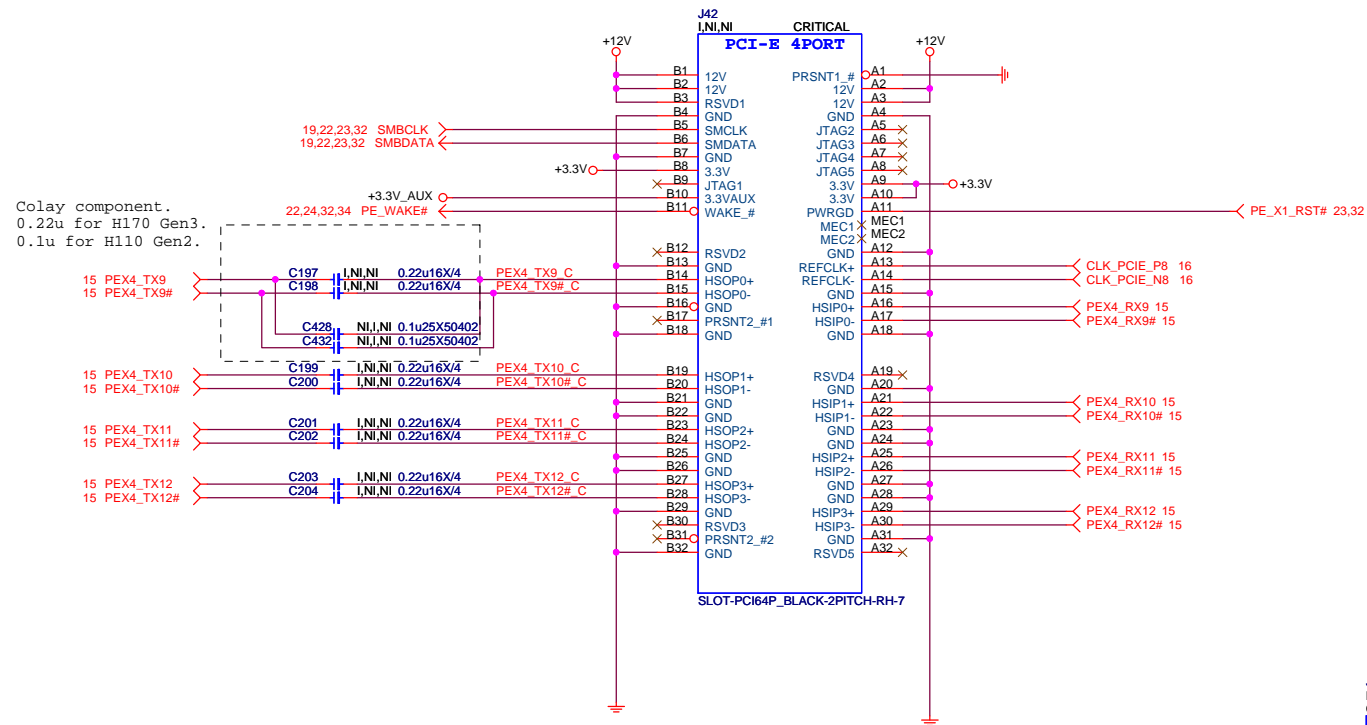 J42
I,NI,NI CRITICAL
PCI-E 4PORT
+12V
+12V
B1 12V
B2 12V
B3 RSVD1
B4 GND
19,22,23,32 SMBCLK B5 SMCLK
19,22,23,32 SMBDATA B6 SMDATA
B7 GND
+3.3V B8 3.3V
B9 JTAG1
+3.3V_AUX B10 3.3VAUX
22,24,32,34 PE_WAKE# B11 WAKE_#
PRSNT1_# A1
12V A2
12V A3
GND A4
JTAG2 A5
JTAG3 A6
JTAG4 A7
JTAG5 A8
3.3V A9 +3.3V
3.3V A10
PWRGD A11 PE_X1_RST# 23,32
MEC1 MEC1
MEC2 MEC2
Colay component.
0.22u for H170 Gen3.
0.1u for H110 Gen2.
B12 RSVD2
B13 GND
15 PEX4_TX9 C197 I,NI,NI 0.22u16X/4 PEX4_TX9_C B14 HSOP0+
15 PEX4_TX9# C198 I,NI,NI 0.22u16X/4 PEX4_TX9#_C B15 HSOP0-
B16 GND
B17 PRSNT2_#1
B18 GND
C428 NI,I,NI 0.1u25X50402
C432 NI,I,NI 0.1u25X50402
GND A12
REFCLK+ A13 CLK_PCIE_P8 16
REFCLK- A14 CLK_PCIE_N8 16
GND A15
HSIP0+ A16 PEX4_RX9 15
HSIP0- A17 PEX4_RX9# 15
GND A18
15 PEX4_TX10 C199 I,NI,NI 0.22u16X/4 PEX4_TX10_C B19 HSOP1+
15 PEX4_TX10# C200 I,NI,NI 0.22u16X/4 PEX4_TX10#_C B20 HSOP1-
B21 GND
B22 GND
15 PEX4_TX11 C201 I,NI,NI 0.22u16X/4 PEX4_TX11_C B23 HSOP2+
15 PEX4_TX11# C202 I,NI,NI 0.22u16X/4 PEX4_TX11#_C B24 HSOP2-
B25 GND
B26 GND
15 PEX4_TX12 C203 I,NI,NI 0.22u16X/4 PEX4_TX12_C B27 HSOP3+
15 PEX4_TX12# C204 I,NI,NI 0.22u16X/4 PEX4_TX12#_C B28 HSOP3-
B29 GND
B30 RSVD3
B31 PRSNT2_#2
B32 GND
RSVD4 A19
GND A20
HSIP1+ A21 PEX4_RX10 15
HSIP1- A22 PEX4_RX10# 15
GND A23
GND A24
HSIP2+ A25 PEX4_RX11 15
HSIP2- A26 PEX4_RX11# 15
GND A27
GND A28
HSIP3+ A29 PEX4_RX12 15
HSIP3- A30 PEX4_RX12# 15
GND A31
RSVD5 A32
SLOT-PCI64P_BLACK-2PITCH-RH-7